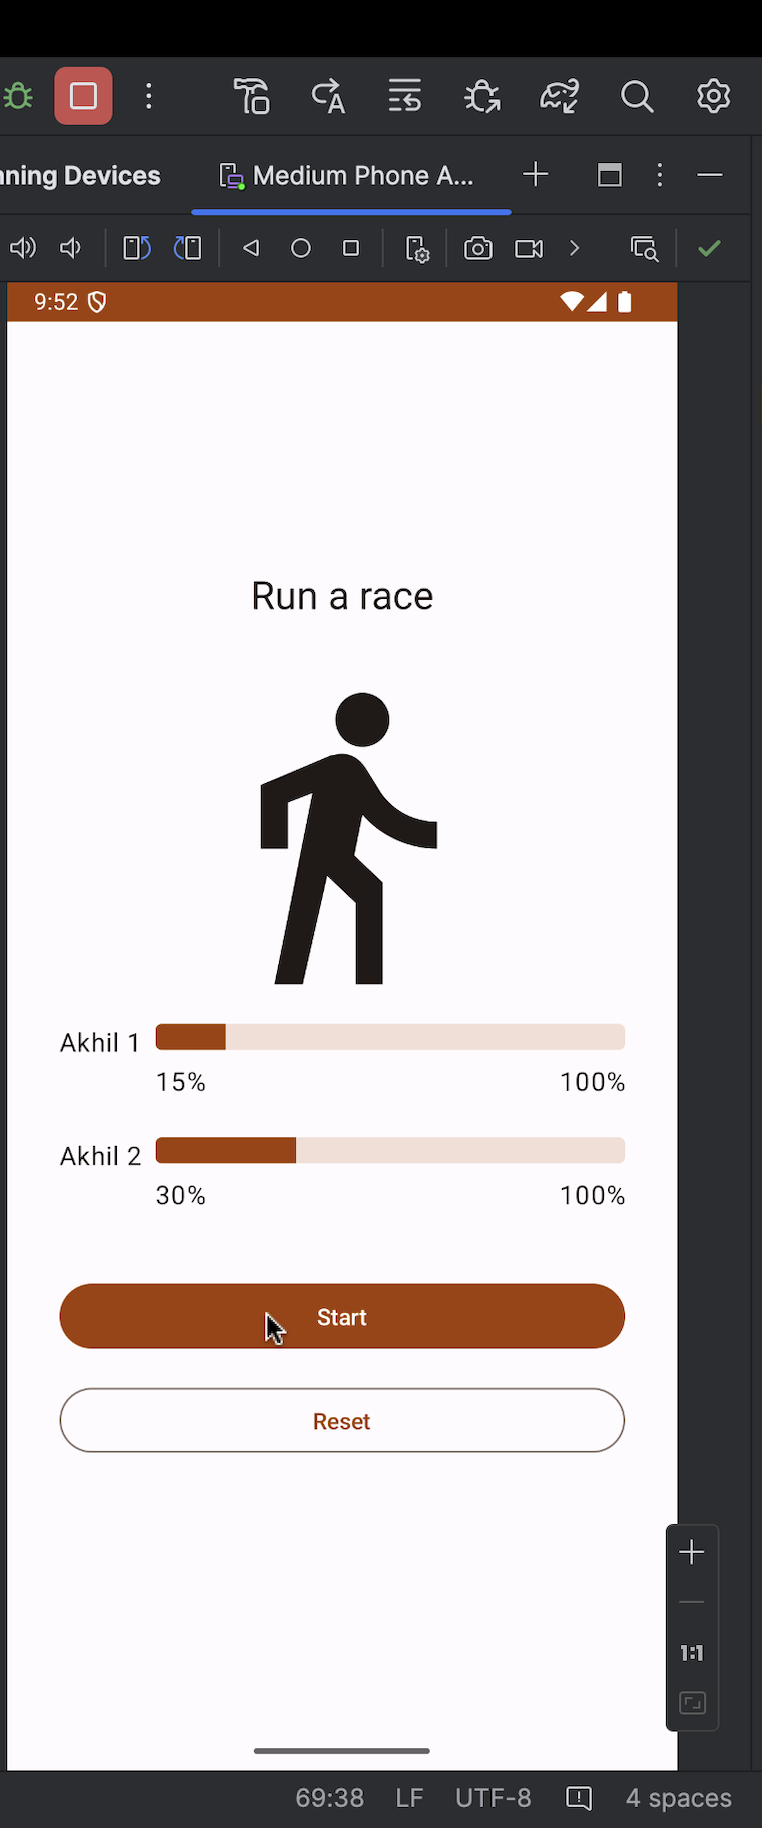 nning Devices Medium Phone A...
9:52
Run a race
Akhil 1
15% 100%
Akhil 2
30% 100%
Start
Reset
1:1
69:38 LF UTF-8 4 spaces